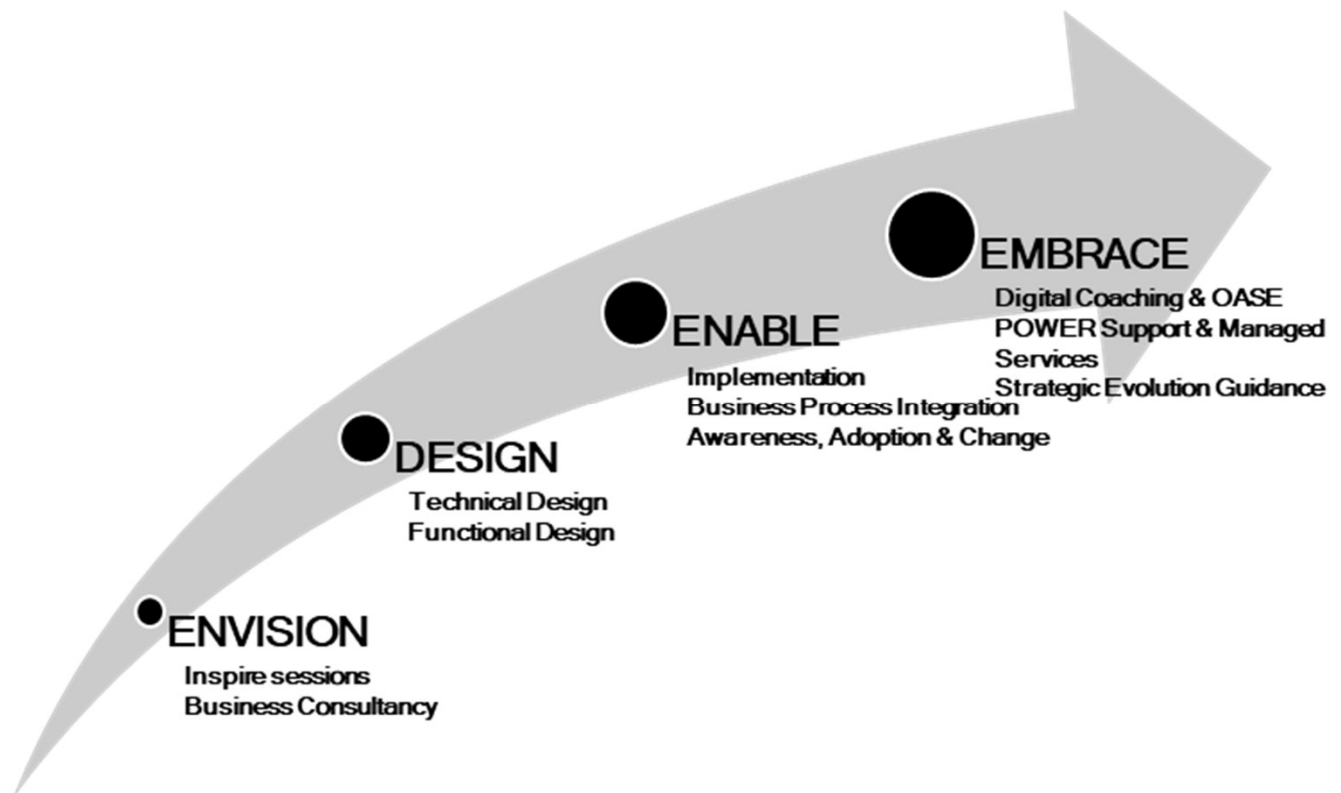 ENVISION
Inspire sessions
Business Consultancy
DESIGN
Technical Design
Functional Design
ENABLE
Implementation
Business Process Integration
Awareness, Adoption & Change
EMBRACE
Digital Coaching & OASE
POWER Support & Managed
Services
Strategic Evolution Guidance